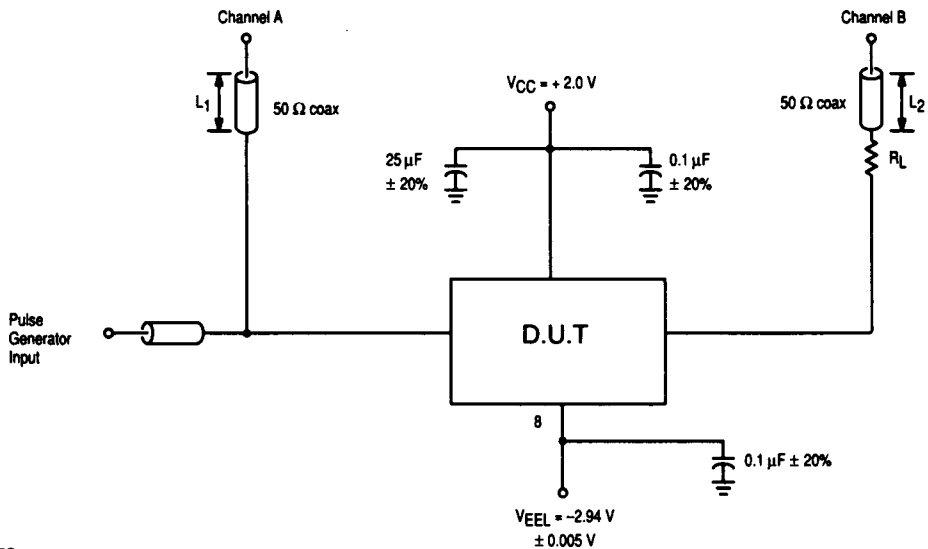 Channel A
Channel B
L1
50 Ω coax
VCC = + 2.0 V
50 Ω coax
L2
25 µF
± 20%
0.1 µF
± 20%
RL
Pulse
Generator
Input
D.U.T
8
0.1 µF ± 20%
VEEL = –2.94 V
± 0.005 V